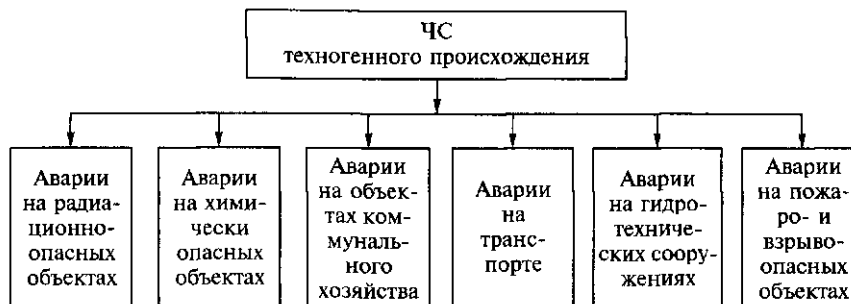 ЧС
техногенного происхождения
Аварии
на радиа-
ционно-
опасных
объектах
Аварии
на хими-
чески
опасных
объектах
Аварии
на объек-
тах ком-
муналь-
ного
хозяйства
Аварии
на
транс-
порте
Аварии
на гидро-
техниче-
ских соору-
жениях
Аварии
на пожа-
ро- и
взрыво-
опасных
объектах